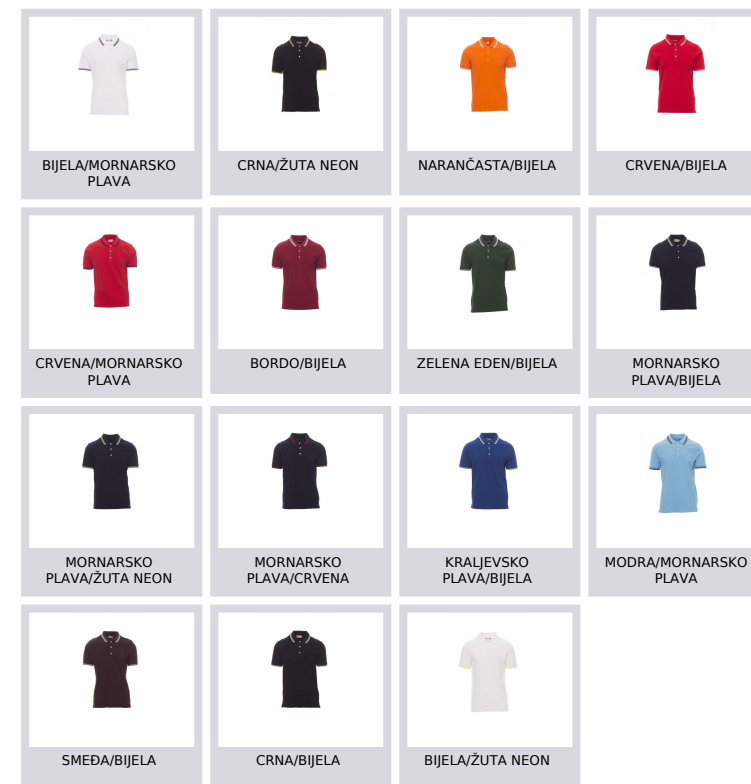 BIJELA/MORNARSKO
PLAVA
CRNA/ŽUTA NEON
NARANČASTA/BIJELA
CRVENA/BIJELA
CRVENA/MORNARSKO
PLAVA
BORDO/BIJELA
ZELENA EDEN/BIJELA
MORNARSKO
PLAVA/BIJELA
MORNARSKO
PLAVA/ŽUTA NEON
MORNARSKO
PLAVA/CRVENA
KRALJEVSKO
PLAVA/BIJELA
MODRA/MORNARSKO
PLAVA
SMEĐA/BIJELA
CRNA/BIJELA
BIJELA/ŽUTA NEON